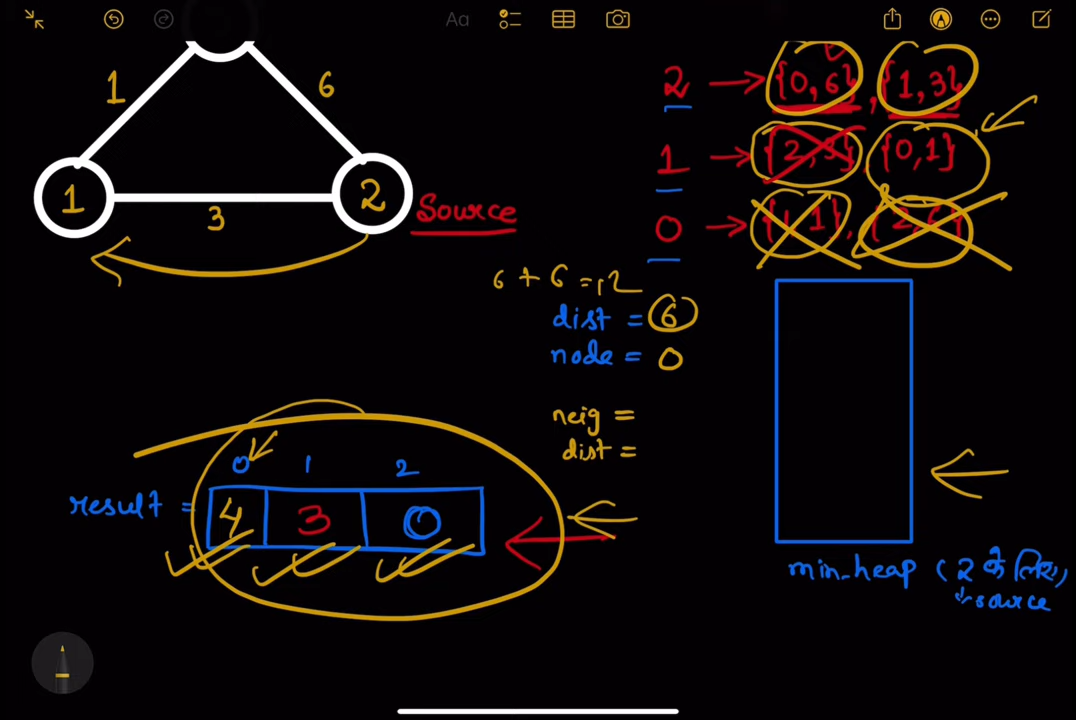 Aa
1
6
1
3
2
Source
2 → {0,6}, {1,3}
1 → {2,3}, {0,1}
0 → {1,1}, {2,6}
6 + 6 = 12
dist = 6
node = 0
neig =
dist =
0 1 2
result = 4 3 0
min_heap (2 के लिए)
source